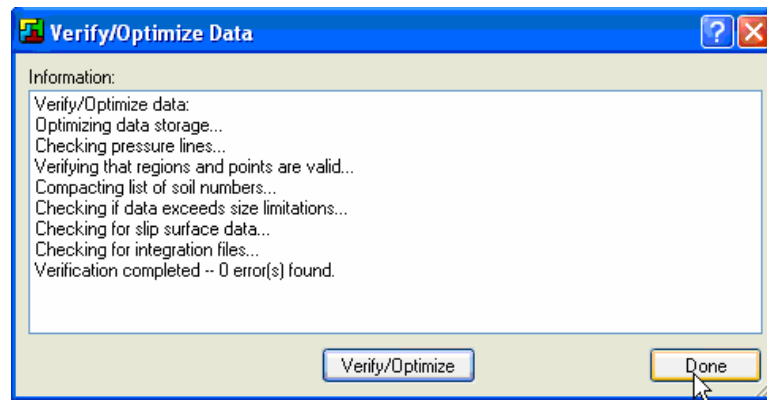 Verify/Optimize Data
Information:
Verify/Optimize data:
Optimizing data storage...
Checking pressure lines...
Verifying that regions and points are valid...
Compacting list of soil numbers...
Checking if data exceeds size limitations...
Checking for slip surface data...
Checking for integration files...
Verification completed -- 0 error(s) found.
Verify/Optimize
Done